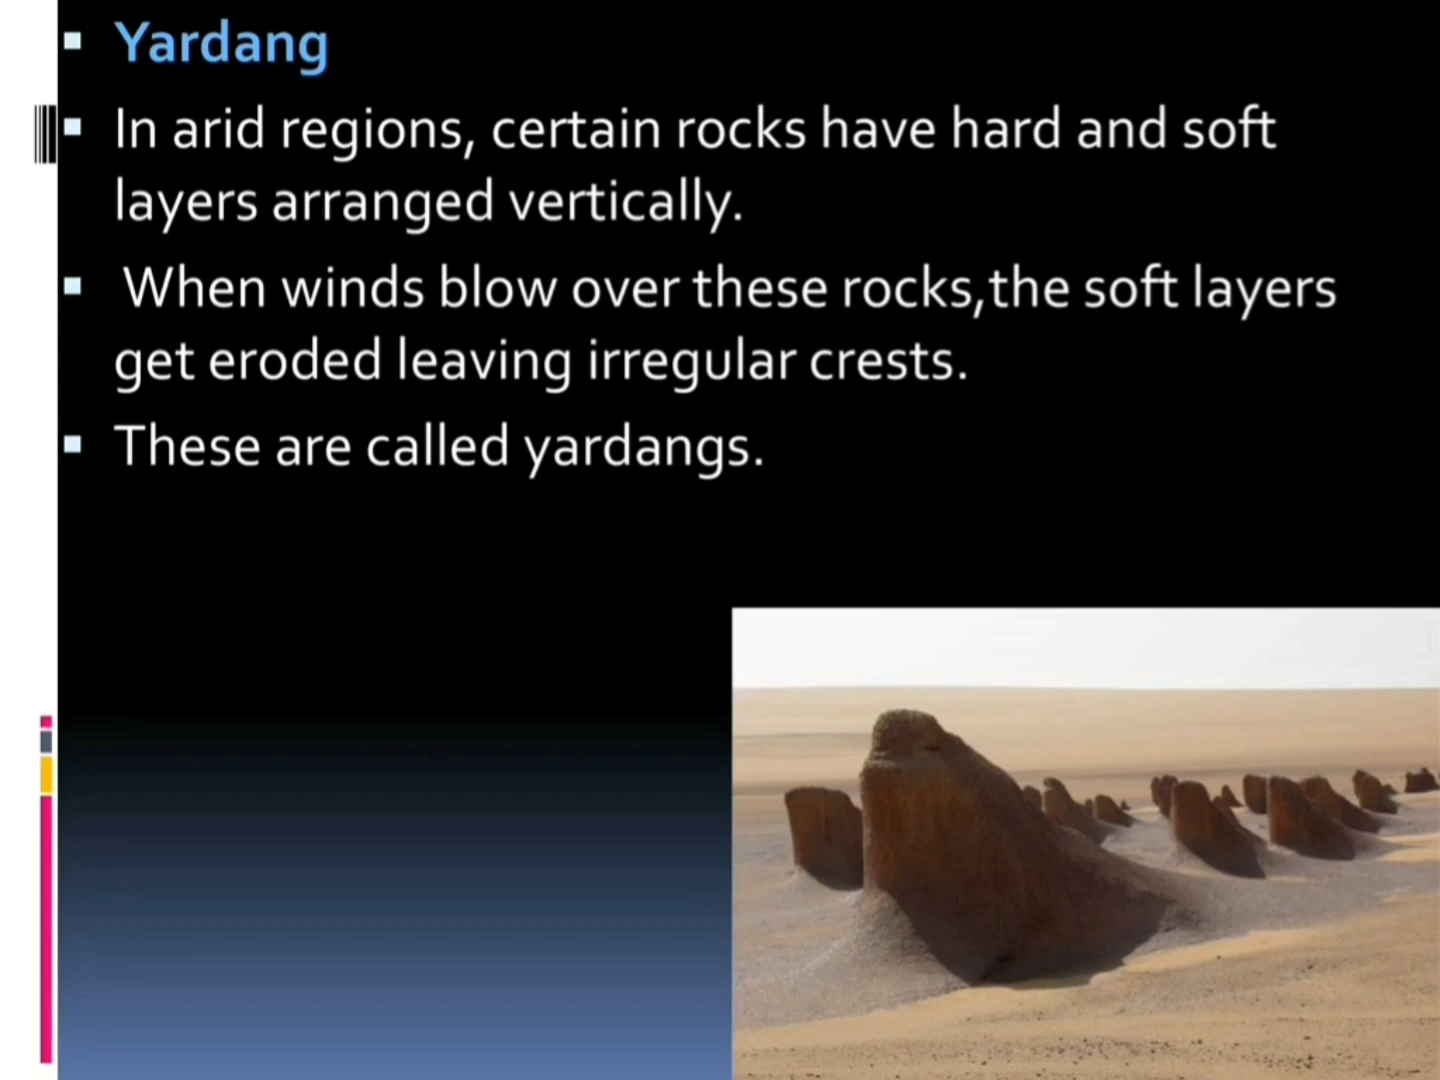 Yardang
In arid regions, certain rocks have hard and soft
layers arranged vertically.
When winds blow over these rocks,the soft layers
get eroded leaving irregular crests.
These are called yardangs.